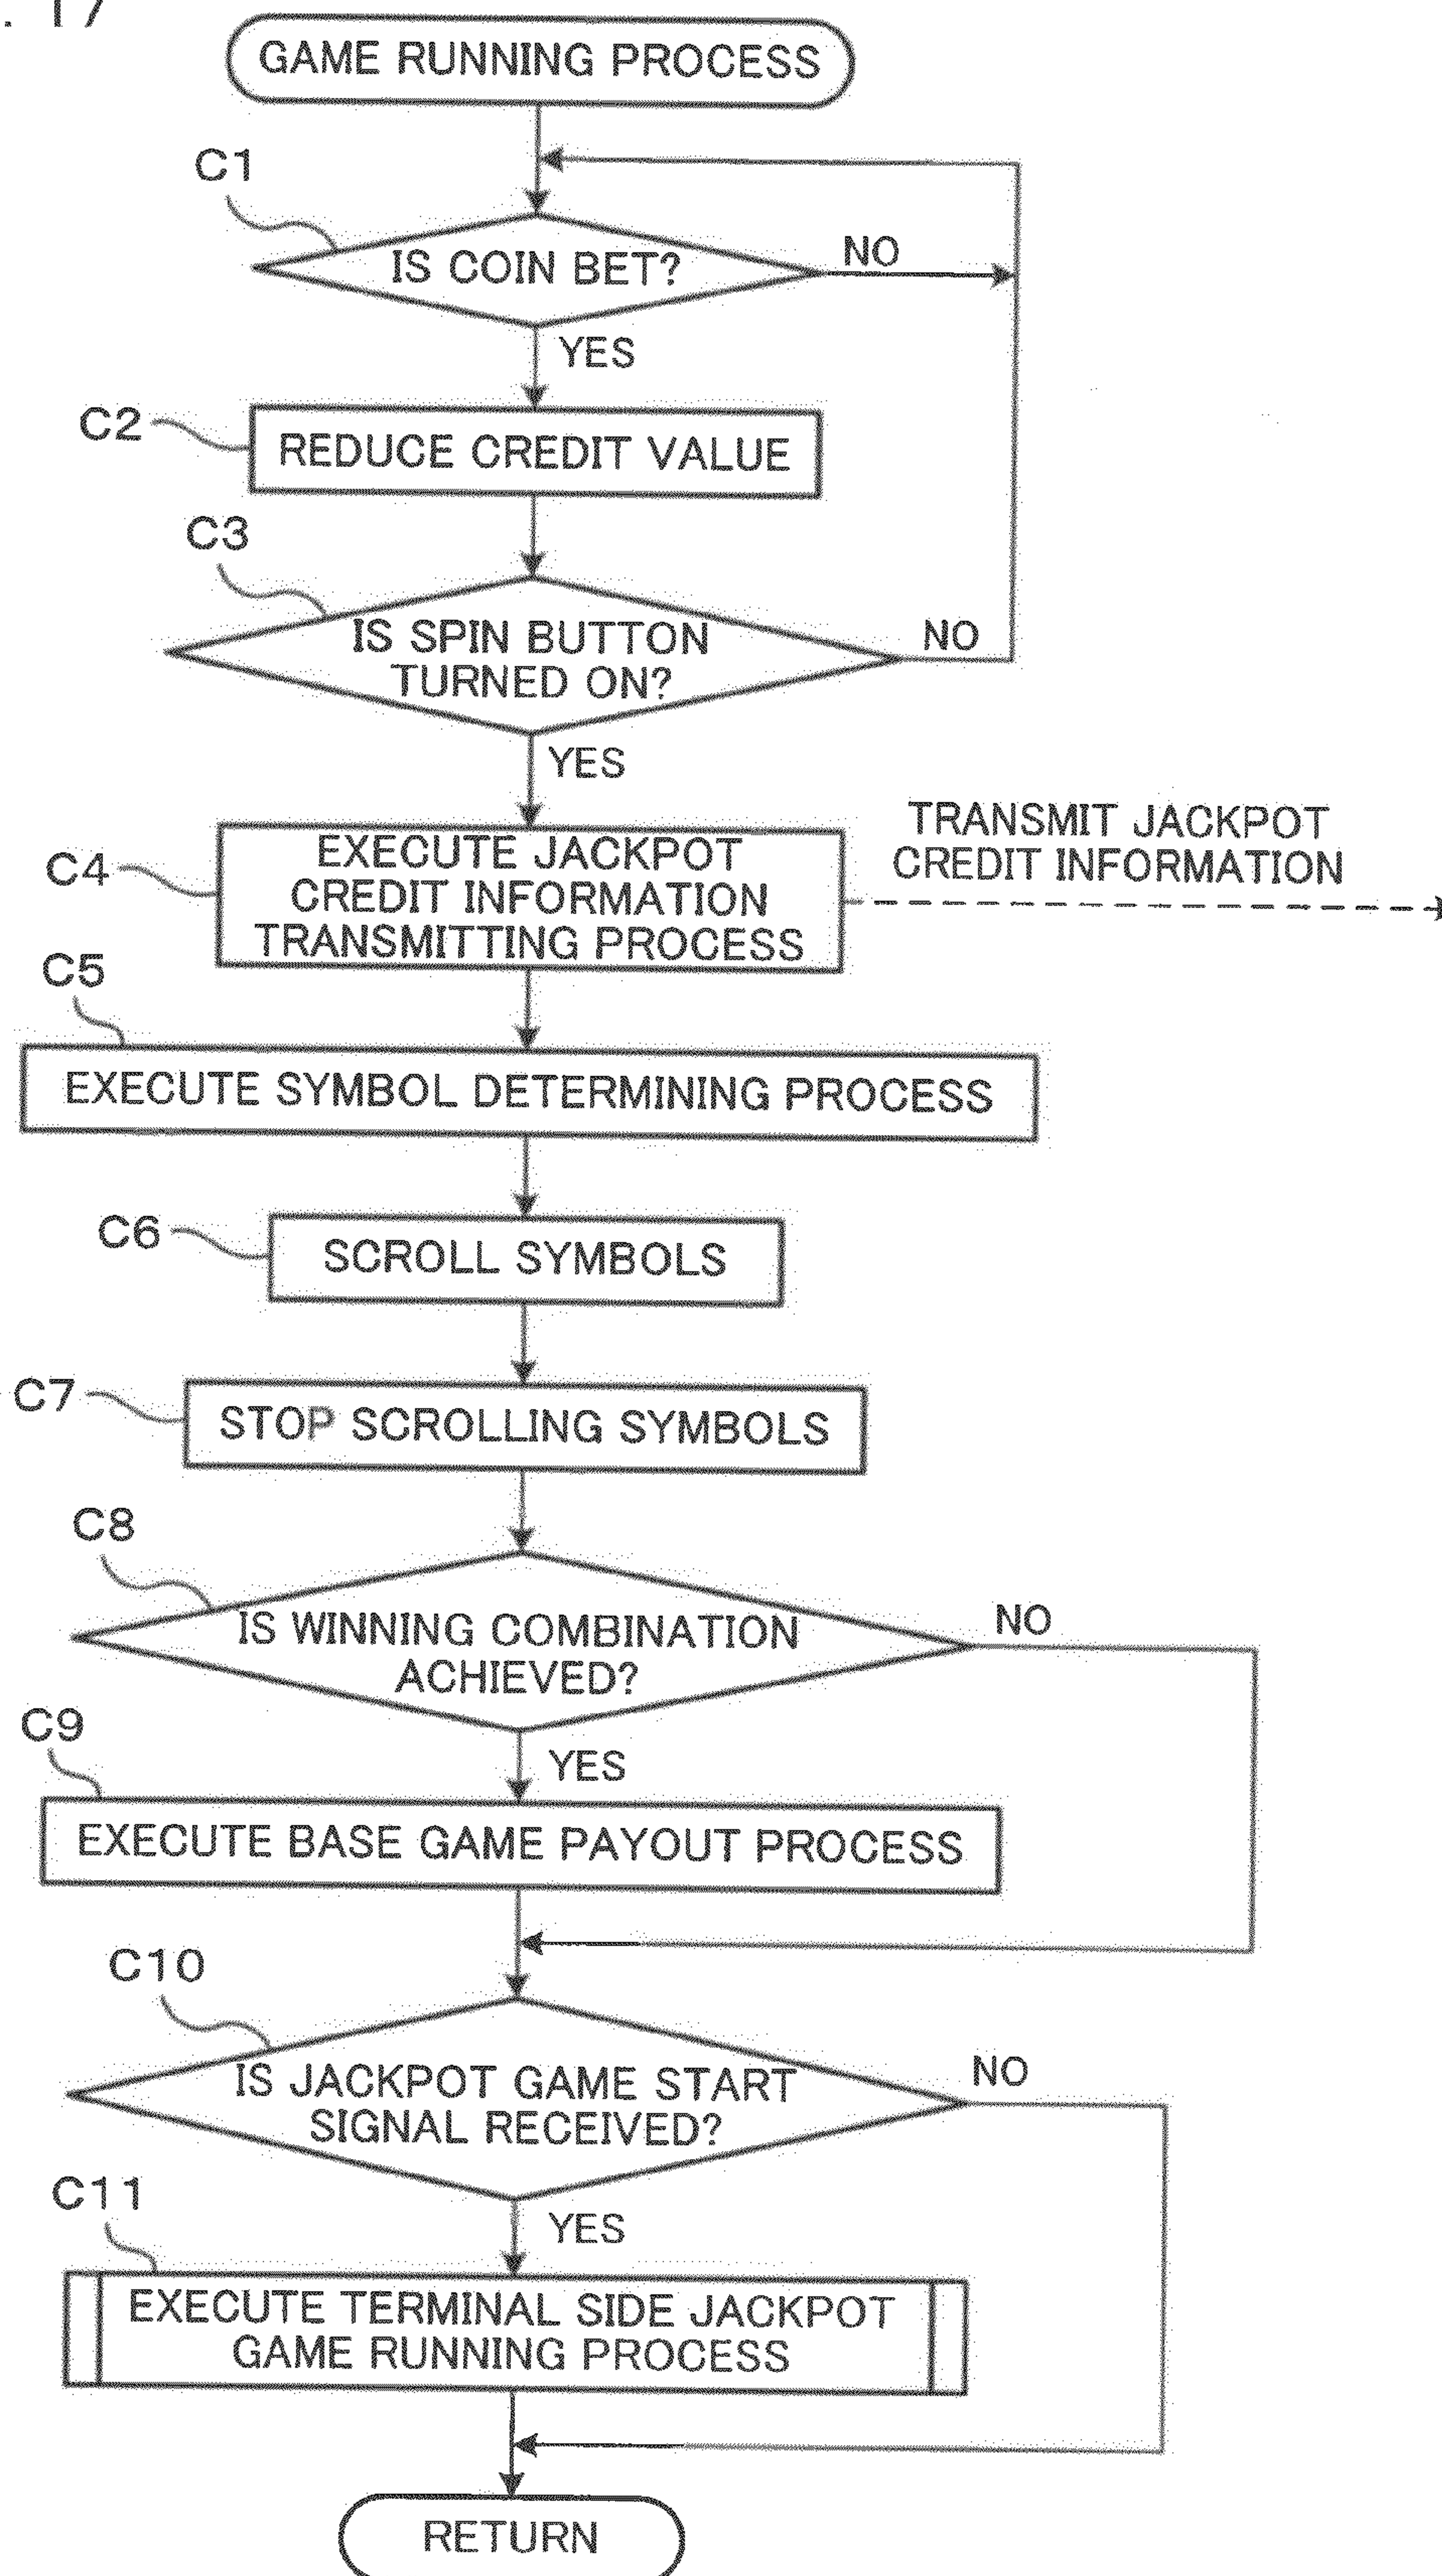 . 17
GAME RUNNING PROCESS
C1
IS COIN BET?
NO
YES
C2
REDUCE CREDIT VALUE
C3
IS SPIN BUTTON
TURNED ON?
NO
YES
C4
EXECUTE JACKPOT
CREDIT INFORMATION
TRANSMITTING PROCESS
TRANSMIT JACKPOT
CREDIT INFORMATION
C5
EXECUTE SYMBOL DETERMINING PROCESS
C6
SCROLL SYMBOLS
C7
STOP SCROLLING SYMBOLS
C8
IS WINNING COMBINATION
ACHIEVED?
NO
YES
C9
EXECUTE BASE GAME PAYOUT PROCESS
C10
IS JACKPOT GAME START
SIGNAL RECEIVED?
NO
YES
C11
EXECUTE TERMINAL SIDE JACKPOT
GAME RUNNING PROCESS
RETURN